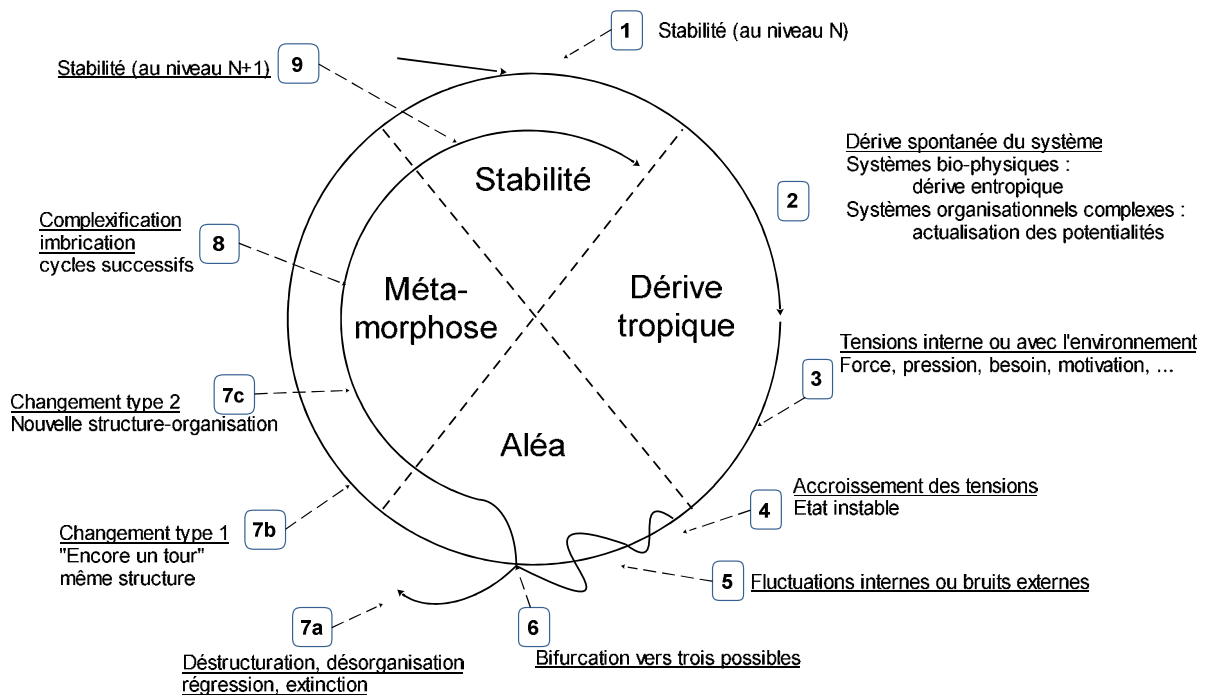 1
Stabilité (au niveau N)
9
Stabilité (au niveau N+1)
Stabilité
2
Dérive spontanée du système
Systèmes bio-physiques :
dérive entropique
Systèmes organisationnels complexes :
actualisation des potentialités
Complexification
imbrication
cycles successifs
8
Méta-
morphose
Dérive
tropique
3
Tensions interne ou avec l'environnement
Force, pression, besoin, motivation, ...
7c
Changement type 2
Nouvelle structure-organisation
Aléa
4
Accroissement des tensions
Etat instable
7b
Changement type 1
"Encore un tour"
même structure
5
Fluctuations internes ou bruits externes
7a
Déstructuration, désorganisation
régression, extinction
6
Bifurcation vers trois possibles